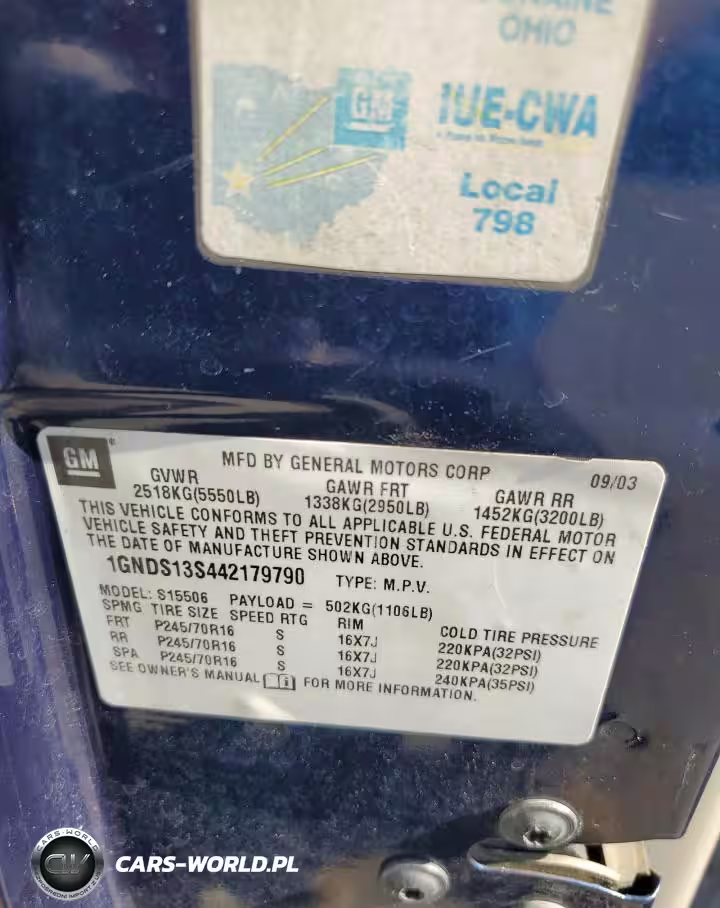 OHIO
GM
IUE-CWA
Local
798
GM
MFD BY GENERAL MOTORS CORP 09/03
GVWR GAWR FRT GAWR RR
2518KG(5550LB) 1338KG(2950LB) 1452KG(3200LB)
THIS VEHICLE CONFORMS TO ALL APPLICABLE U.S. FEDERAL MOTOR
VEHICLE SAFETY AND THEFT PREVENTION STANDARDS IN EFFECT ON
THE DATE OF MANUFACTURE SHOWN ABOVE.
1GNDS13S442179790 TYPE: M.P.V.
MODEL: S15506 PAYLOAD = 502KG(1106LB)
SPMG TIRE SIZE SPEED RTG RIM COLD TIRE PRESSURE
FRT P245/70R16 S 16X7J 220KPA(32PSI)
RR P245/70R16 S 16X7J 220KPA(32PSI)
SPA P245/70R16 S 16X7J 240KPA(35PSI)
SEE OWNER'S MANUAL FOR MORE INFORMATION.
CARS-WORLD
CW
CARS-WORLD.PL